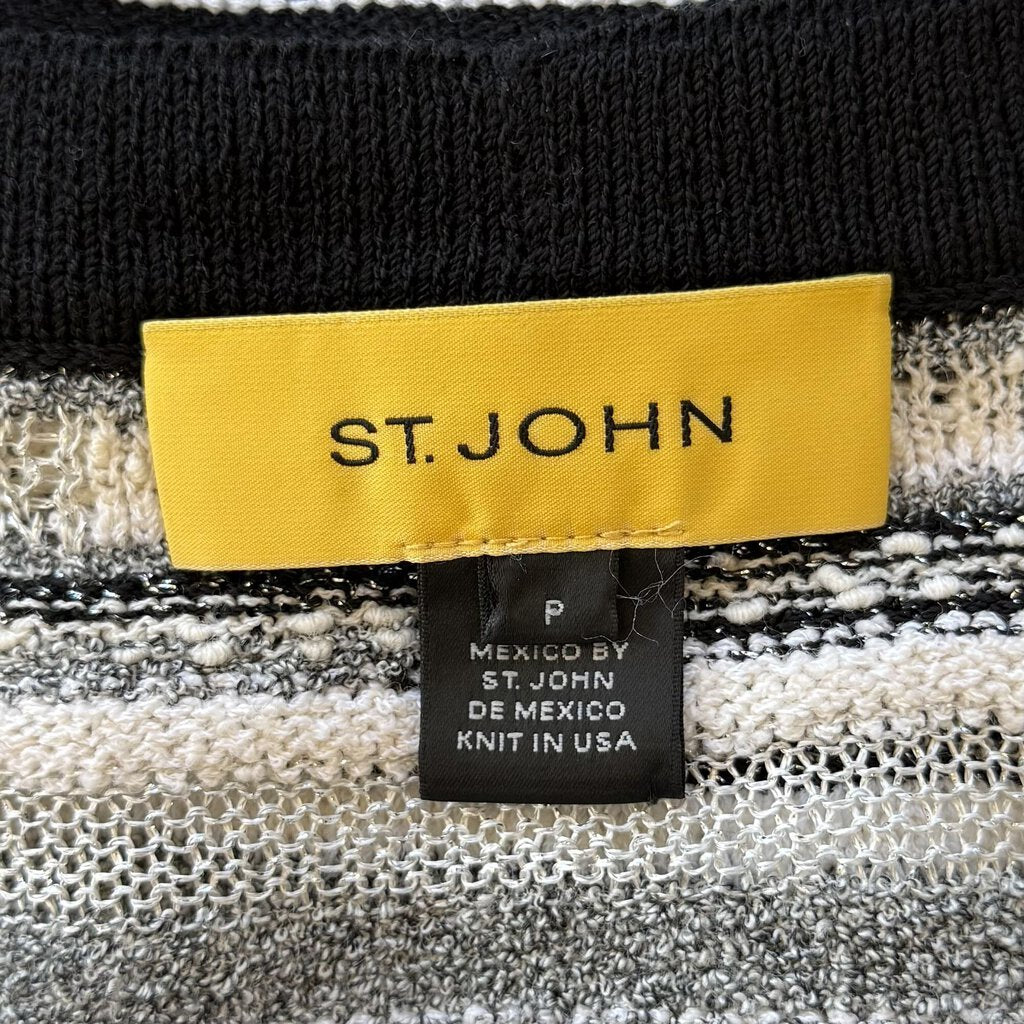 ST. JOHN
P
MEXICO BY
ST. JOHN
DE MEXICO
KNIT IN USA